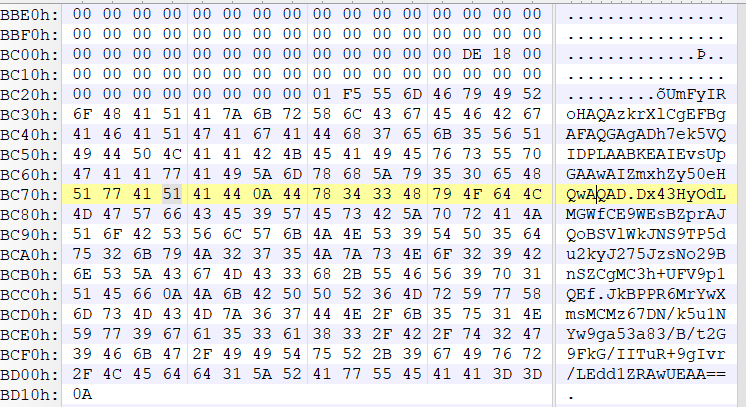 BBE0h: 00 00 00 00 00 00 00 00 00 00 00 00 00 00 00 00 ................
BBF0h: 00 00 00 00 00 00 00 00 00 00 00 00 00 00 00 00 ................
BC00h: 00 00 00 00 00 00 00 00 00 00 00 00 00 DE 18 00 .............Þ..
BC10h: 00 00 00 00 00 00 00 00 00 00 00 00 00 00 00 00 ................
BC20h: 00 00 00 00 00 00 00 00 01 F5 55 6D 46 79 49 52 .........õUmFyIR
BC30h: 6F 48 41 51 41 7A 6B 72 58 6C 43 67 45 46 42 67 oHAQAzkrXlCgEFBg
BC40h: 41 46 41 51 47 41 67 41 44 68 37 65 6B 35 56 51 AFAQGAgADh7ek5VQ
BC50h: 49 44 50 4C 41 41 42 4B 45 41 49 45 76 73 55 70 IDPLAABKEAIEvsUp
BC60h: 47 41 41 77 41 49 5A 6D 78 68 5A 79 35 30 65 48 GAAwAIZmxhZy50eH
BC70h: 51 77 41 51 41 44 0A 44 78 34 33 48 79 4F 64 4C QwAQAD.Dx43HyOdL
BC80h: 4D 47 57 66 43 45 39 57 45 73 42 5A 70 72 41 4A MGWfCE9WEsBZprAJ
BC90h: 51 6F 42 53 56 6C 57 6B 4A 4E 53 39 54 50 35 64 QoBSVlWkJNS9TP5d
BCA0h: 75 32 6B 79 4A 32 37 35 4A 7A 73 4E 6F 32 39 42 u2kyJ275JzsNo29B
BCB0h: 6E 53 5A 43 67 4D 43 33 68 2B 55 46 56 39 70 31 nSZCgMC3h+UFV9p1
BCC0h: 51 45 66 0A 4A 6B 42 50 50 52 36 4D 72 59 77 58 QEf.JkBPPR6MrYwX
BCD0h: 6D 73 4D 43 4D 7A 36 37 44 4E 2F 6B 35 75 31 4E msMCMz67DN/k5u1N
BCE0h: 59 77 39 67 61 35 33 61 38 33 2F 42 2F 74 32 47 Yw9ga53a83/B/t2G
BCF0h: 39 46 6B 47 2F 49 49 54 75 52 2B 39 67 49 76 72 9FkG/IITuR+9gIvr
BD00h: 2F 4C 45 64 64 31 5A 52 41 77 55 45 41 41 3D 3D /LEdd1ZRAwUEAA==
BD10h: 0A .